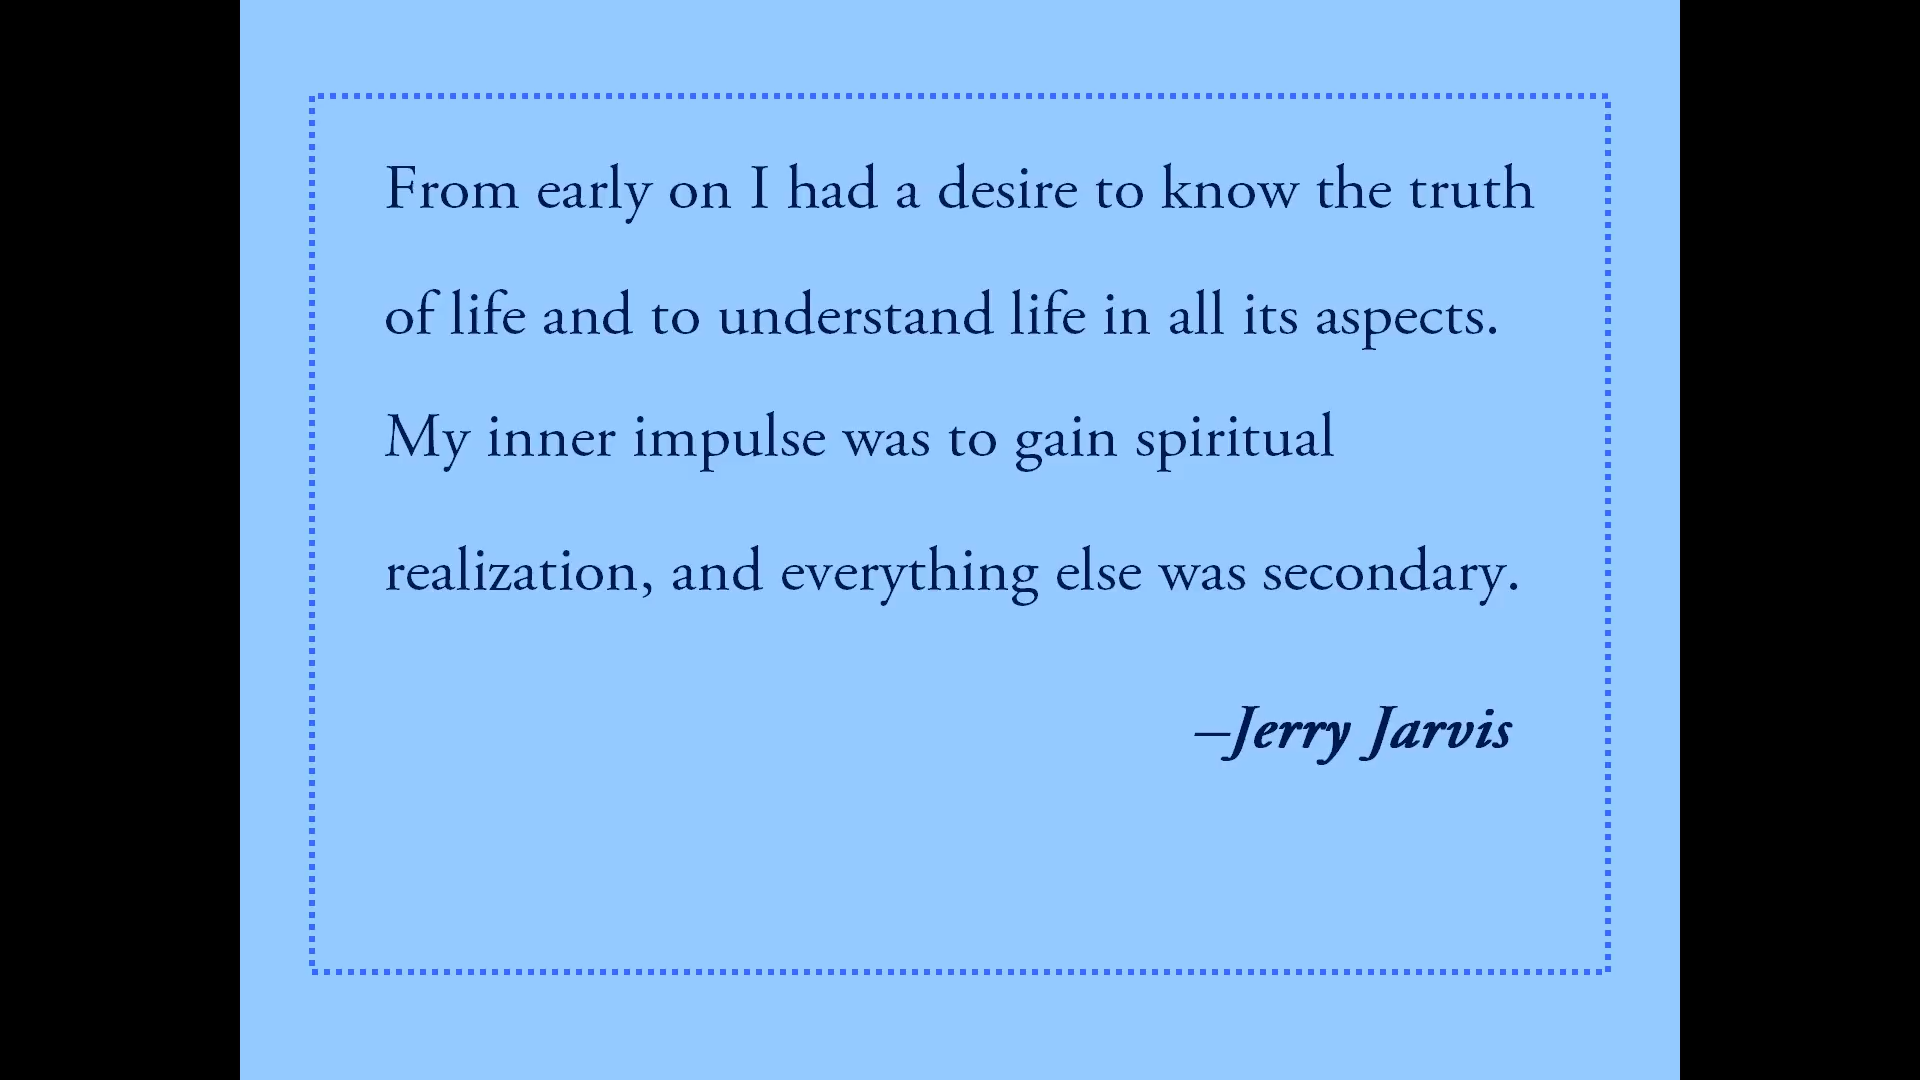 From early on I had a desire to know the truth
of life and to understand life in all its aspects.
My inner impulse was to gain spiritual
realization, and everything else was secondary.
–Jerry Jarvis